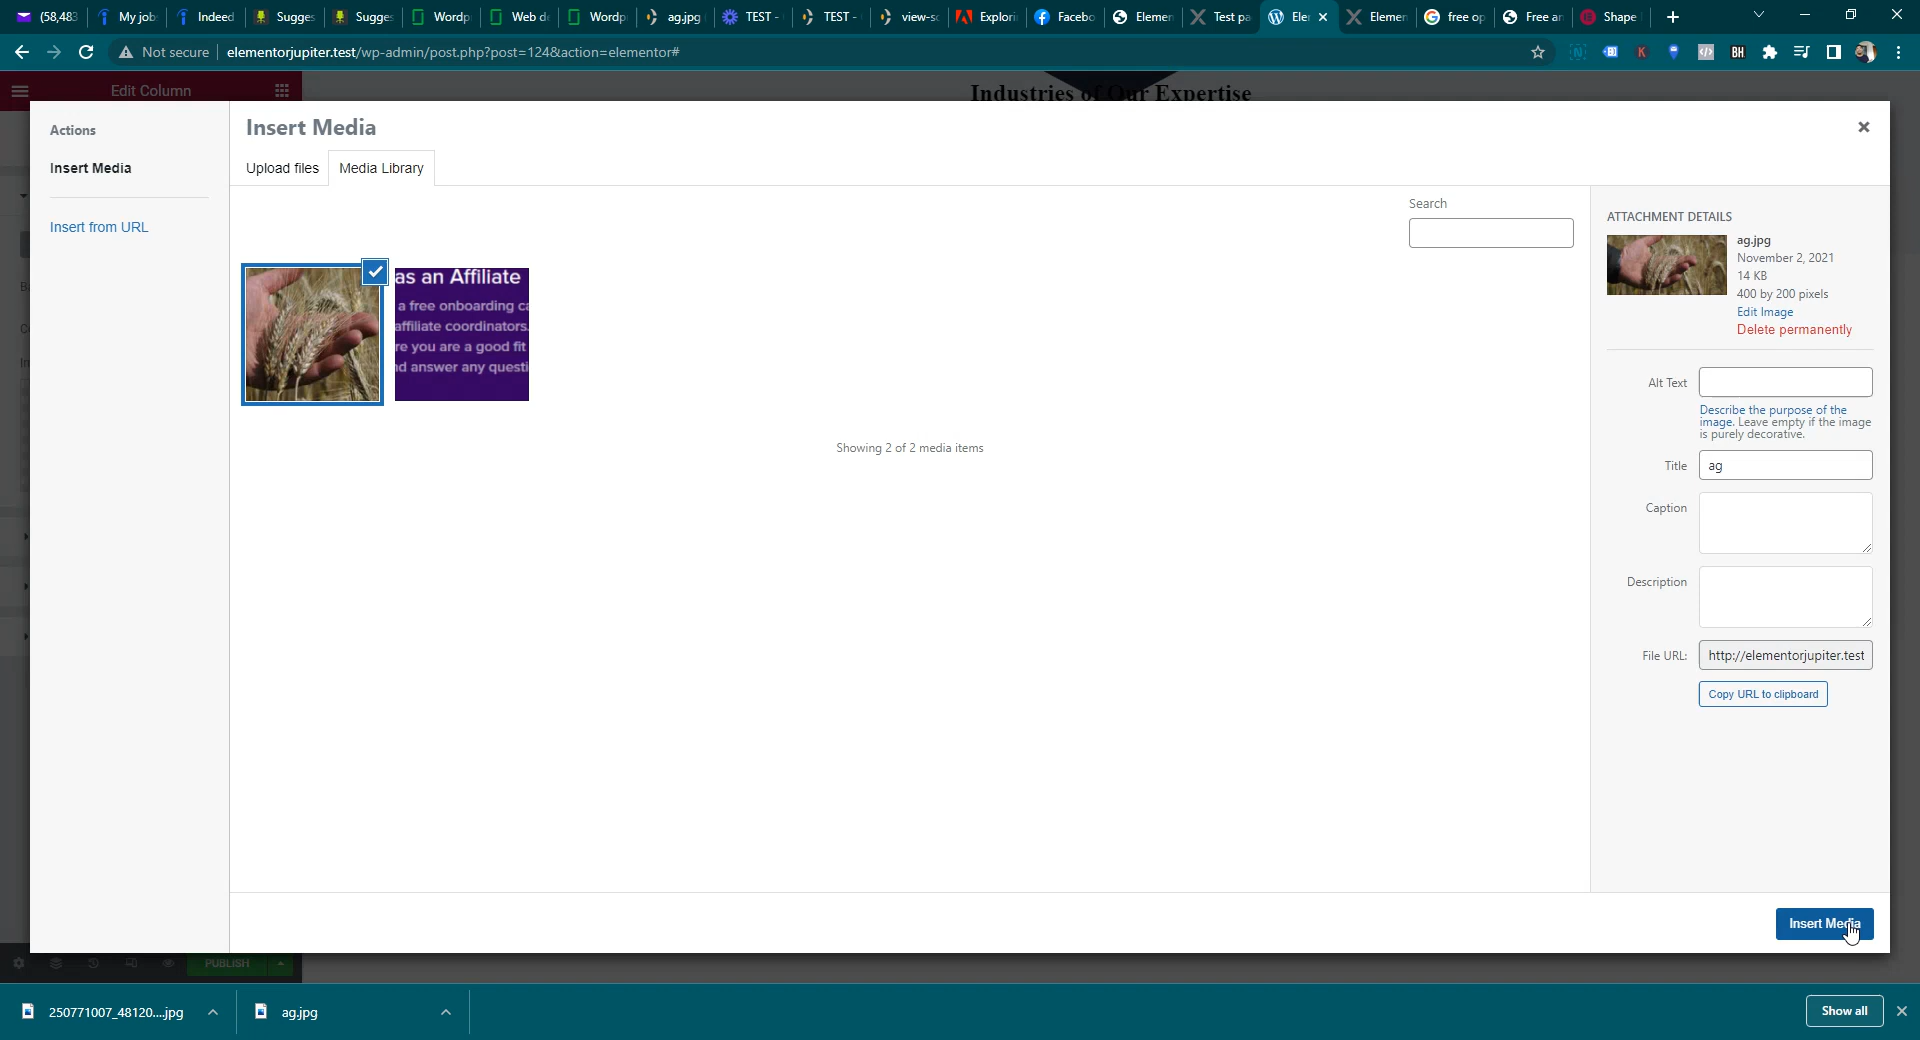 (58,483
My job
Indeed
Sugges
Sugges
Wordp
Web de
Wordp
ag.jpg
TEST -
TEST -
view-so
Explori
Facebo
Elemen
Test pa
Ele
Elemen
free op
Free an
Shape
Not secure
elementorjupiter.test/wp-admin/post.php?post=124&action=elementor#
BH
Edit Column
Industries of Our Expertise
Actions
Insert Media
Insert from URL
Insert Media
Upload files
Media Library
Search
as an Affiliate
a free onboarding ca
affiliate coordinators.
re you are a good fit
nd answer any questi
Showing 2 of 2 media items
ATTACHMENT DETAILS
ag.jpg
November 2, 2021
14 KB
400 by 200 pixels
Edit Image
Delete permanently
Alt Text
Describe the purpose of the
image. Leave empty if the image
is purely decorative.
Title
ag
Caption
Description
File URL:
http://elementorjupiter.test
Copy URL to clipboard
Insert Media
PUBLISH
250771007_48120....jpg
ag.jpg
Show all